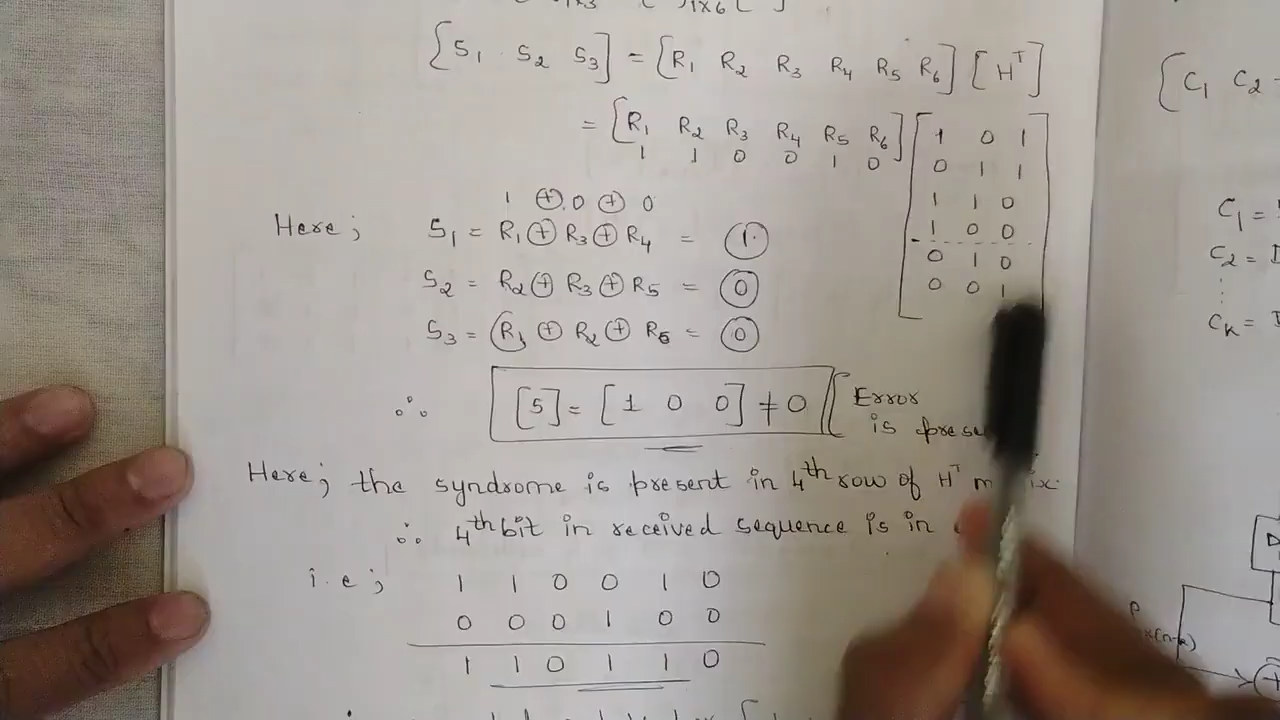 1X3 1X6
[S1 S2 S3] = [R1 R2 R3 R4 R5 R6] [H^T]
= [R1 R2 R3 R4 R5 R6]
1 1 0 0 1 0
1 0 1
0 1 1
1 1 0
1 0 0
0 1 0
0 0 1
1 ⊕ 0 ⊕ 0
Here; S1 = R1 ⊕ R3 ⊕ R4 = 1
S2 = R2 ⊕ R3 ⊕ R5 = 0
S3 = R1 ⊕ R2 ⊕ R6 = 0
∴ [S] = [1 0 0] ≠ 0 [Error
is
Here; the syndrome is present in 4th row of H^T
∴ 4th bit in received sequence is in
i.e; 1 1 0 0 1 0
0 0 0 1 0 0
1 1 0 1 1 0
[C1 C2
C1 =
C2 =
⋮
CK =
P